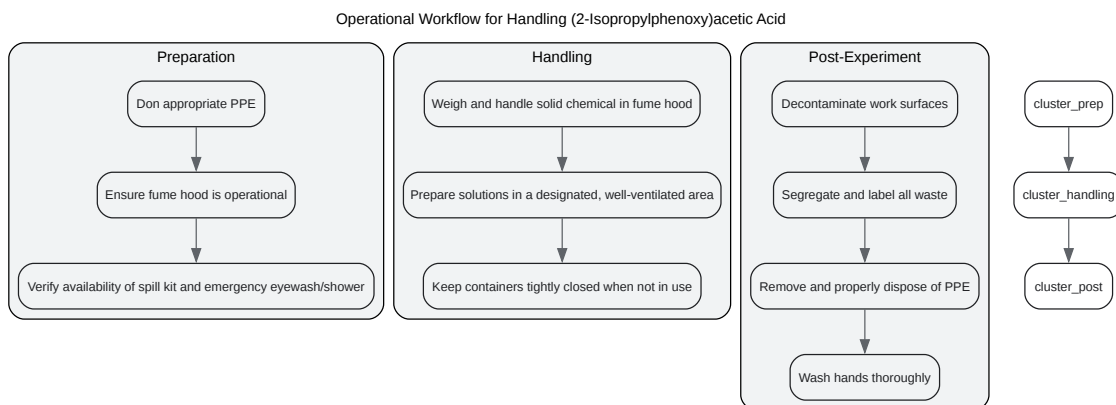 Operational Workflow for Handling (2-Isopropylphenoxy)acetic Acid
Preparation
Don appropriate PPE
Ensure fume hood is operational
Verify availability of spill kit and emergency eyewash/shower
Handling
Weigh and handle solid chemical in fume hood
Prepare solutions in a designated, well-ventilated area
Keep containers tightly closed when not in use
Post-Experiment
Decontaminate work surfaces
Segregate and label all waste
Remove and properly dispose of PPE
Wash hands thoroughly
cluster_prep
cluster_handling
cluster_post